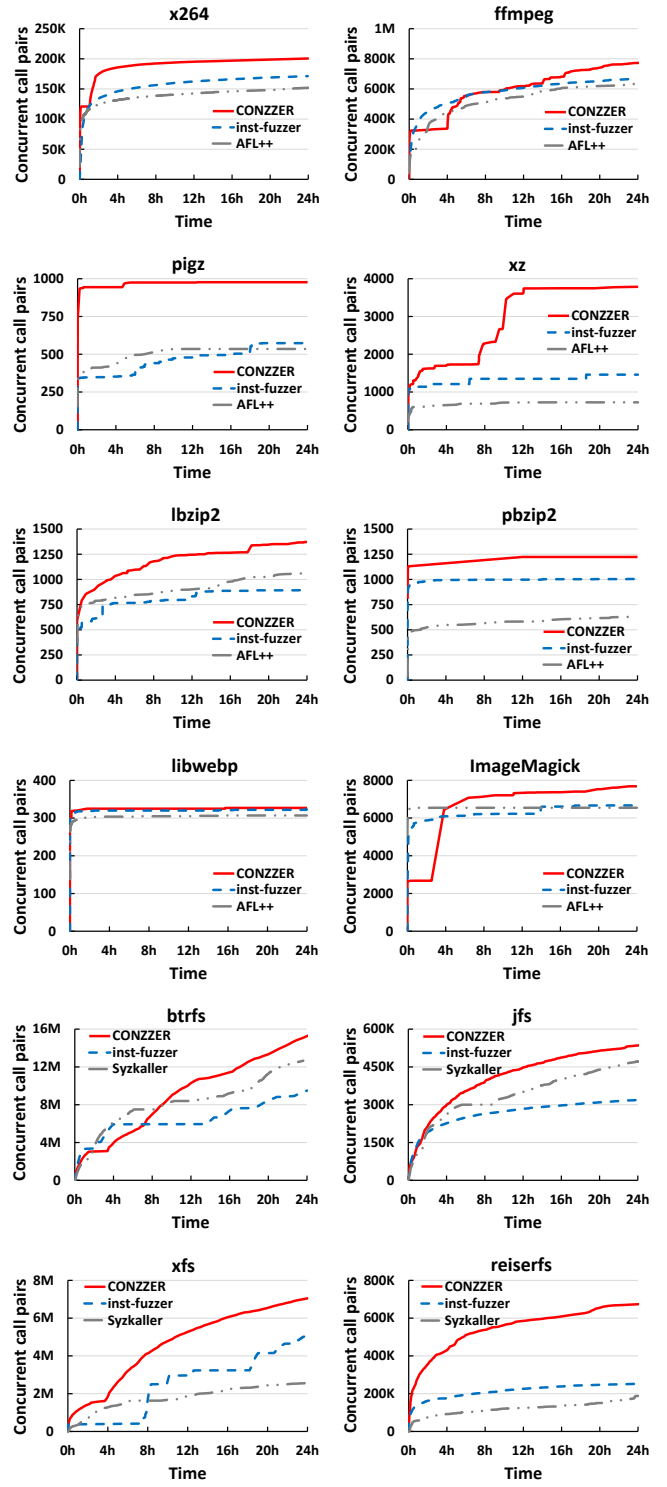 x264
Concurrent call pairs
250K
200K
150K
100K
50K
0
CONZZER
inst-fuzzer
AFL++
0h 4h 8h 12h 16h 20h 24h
Time
ffmpeg
Concurrent call pairs
1M
800K
600K
400K
200K
0
CONZZER
inst-fuzzer
AFL++
0h 4h 8h 12h 16h 20h 24h
Time
pigz
Concurrent call pairs
1000
750
500
250
0
CONZZER
inst-fuzzer
AFL++
0h 4h 8h 12h 16h 20h 24h
Time
xz
Concurrent call pairs
4000
3000
2000
1000
0
CONZZER
inst-fuzzer
AFL++
0h 4h 8h 12h 16h 20h 24h
Time
lbzip2
Concurrent call pairs
1500
1250
1000
750
500
250
0
CONZZER
inst-fuzzer
AFL++
0h 4h 8h 12h 16h 20h 24h
Time
pbzip2
Concurrent call pairs
1500
1250
1000
750
500
250
0
CONZZER
inst-fuzzer
AFL++
0h 4h 8h 12h 16h 20h 24h
Time
libwebp
Concurrent call pairs
400
300
200
100
0
CONZZER
inst-fuzzer
AFL++
0h 4h 8h 12h 16h 20h 24h
Time
ImageMagick
Concurrent call pairs
8000
6000
4000
2000
0
CONZZER
inst-fuzzer
AFL++
0h 4h 8h 12h 16h 20h 24h
Time
btrfs
Concurrent call pairs
16M
12M
8M
4M
0
CONZZER
inst-fuzzer
Syzkaller
0h 4h 8h 12h 16h 20h 24h
Time
jfs
Concurrent call pairs
600K
450K
300K
150K
0
CONZZER
inst-fuzzer
Syzkaller
0h 4h 8h 12h 16h 20h 24h
Time
xfs
Concurrent call pairs
8M
6M
4M
2M
0
CONZZER
inst-fuzzer
Syzkaller
0h 4h 8h 12h 16h 20h 24h
Time
reiserfs
Concurrent call pairs
800K
600K
400K
200K
0
CONZZER
inst-fuzzer
Syzkaller
0h 4h 8h 12h 16h 20h 24h
Time